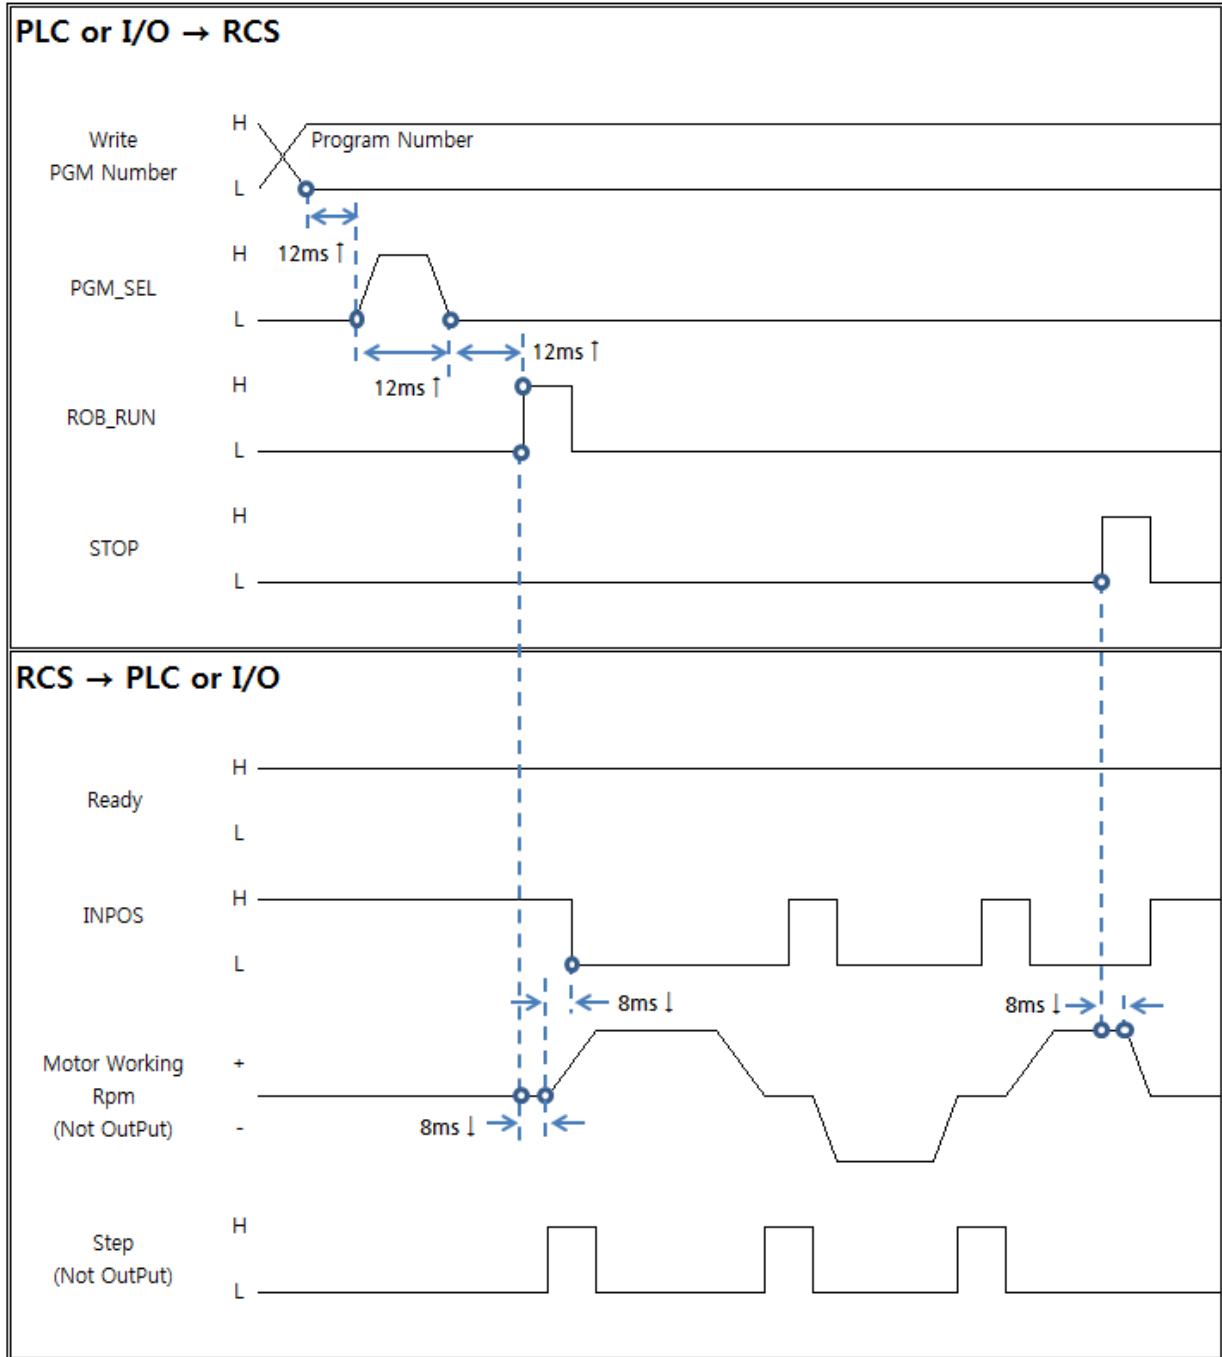 PLC or I/O → RCS
H
Write
PGM Number
Program Number
L
H
12ms ↑
PGM_SEL
L
12ms ↑
12ms ↑
H
ROB_RUN
L
H
STOP
L
RCS → PLC or I/O
H
Ready
L
H
INPOS
L
8ms ↓
8ms ↓
Motor Working
Rpm
(Not OutPut)
+
-
8ms ↓
H
Step
(Not OutPut)
L